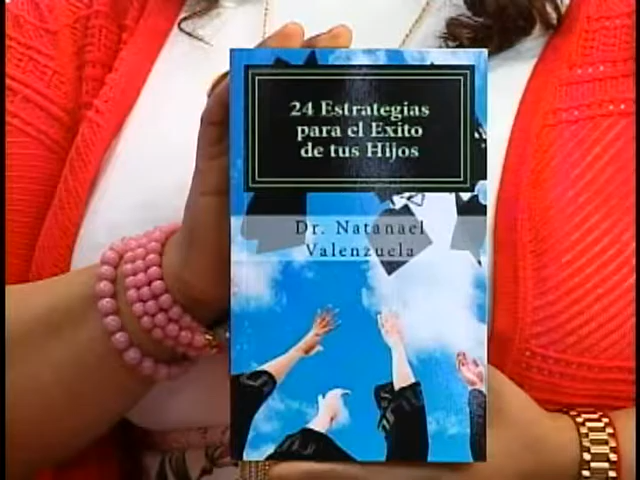 24 Estrategias
para el Exito
de tus Hijos
Dr. Natanael
Valenzuela